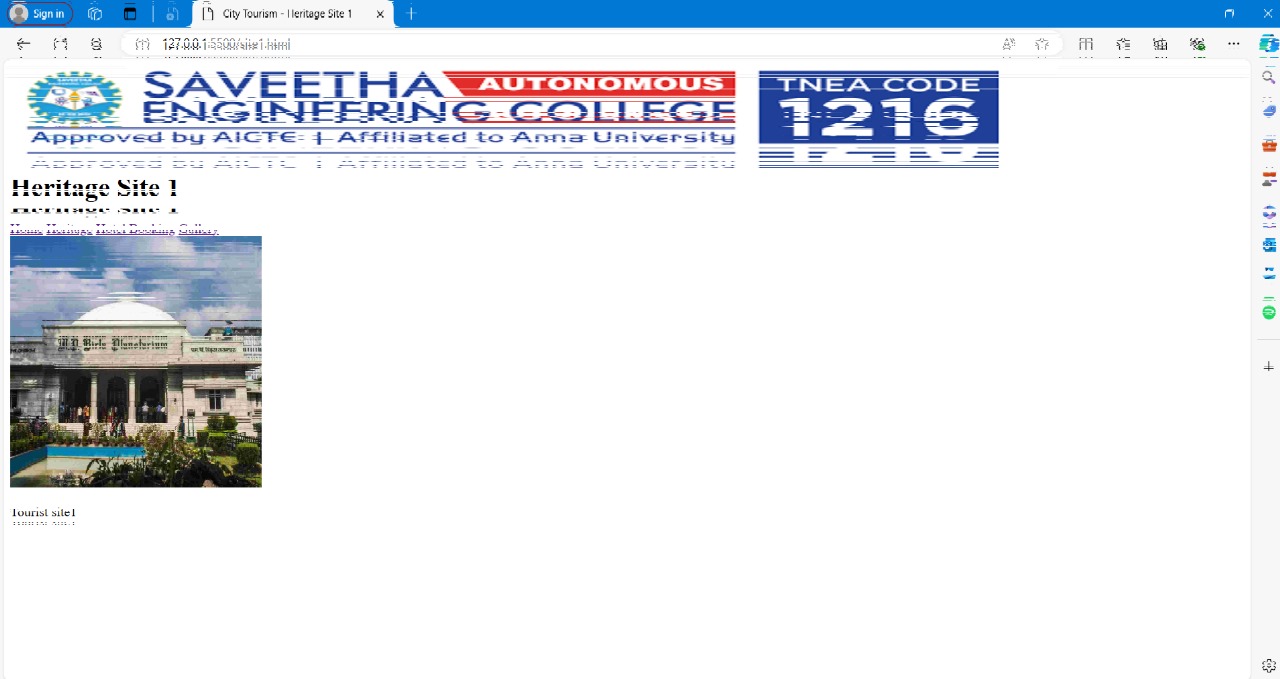 Sign in
City Tourism - Heritage Site 1
127.0.0.1:5500/site1.html
SAVEETHA AUTONOMOUS
ENGINEERING COLLEGE
Approved by AICTE | Affiliated to Anna University
TNEA CODE
1216
Heritage Site 1
Home Heritage Hotel Booking Gallery
M.P. Birla Planetarium
Tourist site1